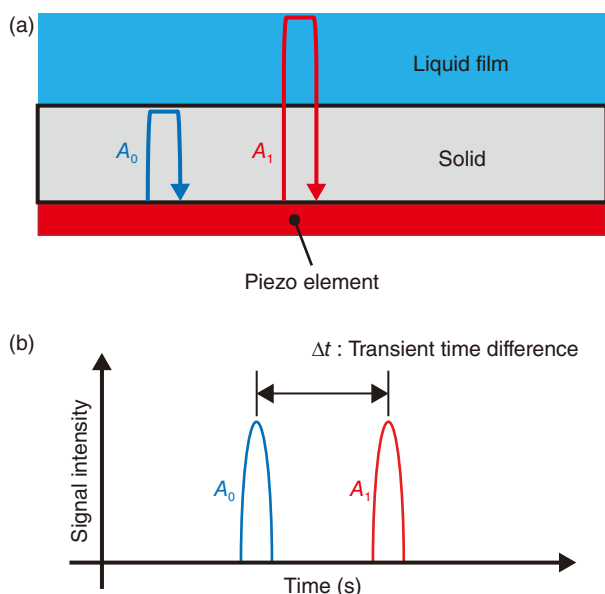 (a)
Liquid film
A₀
A₁
Solid
Piezo element
(b)
Δt : Transient time difference
Signal intensity
A₀
A₁
Time (s)